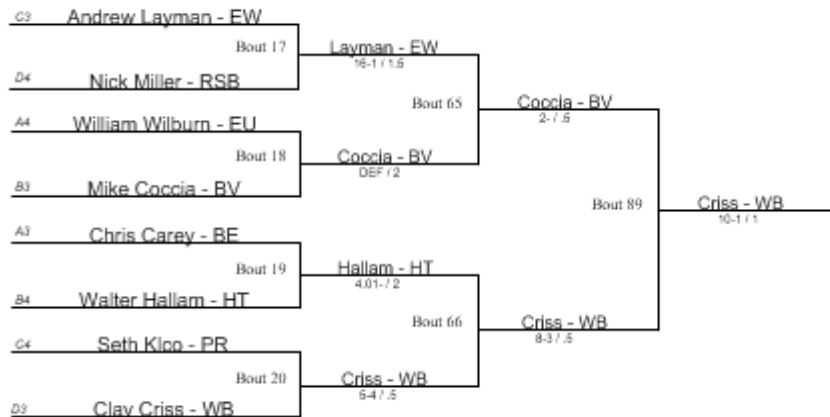 C3 Andrew Layman - EW
Bout 17
Layman - EW
16-1 / 1.5
D4 Nick Miller - RSB
Bout 65
Coccia - BV
2- / .5
A4 William Wilburn - EU
Bout 18
Coccia - BV
DEF / 2
B3 Mike Coccia - BV
Bout 89
Criss - WB
10-1 / 1
A3 Chris Carey - BE
Bout 19
Hallam - HT
4.01- / 2
B4 Walter Hallam - HT
Bout 66
Criss - WB
8-3 / .5
C4 Seth Klco - PR
Bout 20
Criss - WB
5-4 / .5
D3 Clay Criss - WB